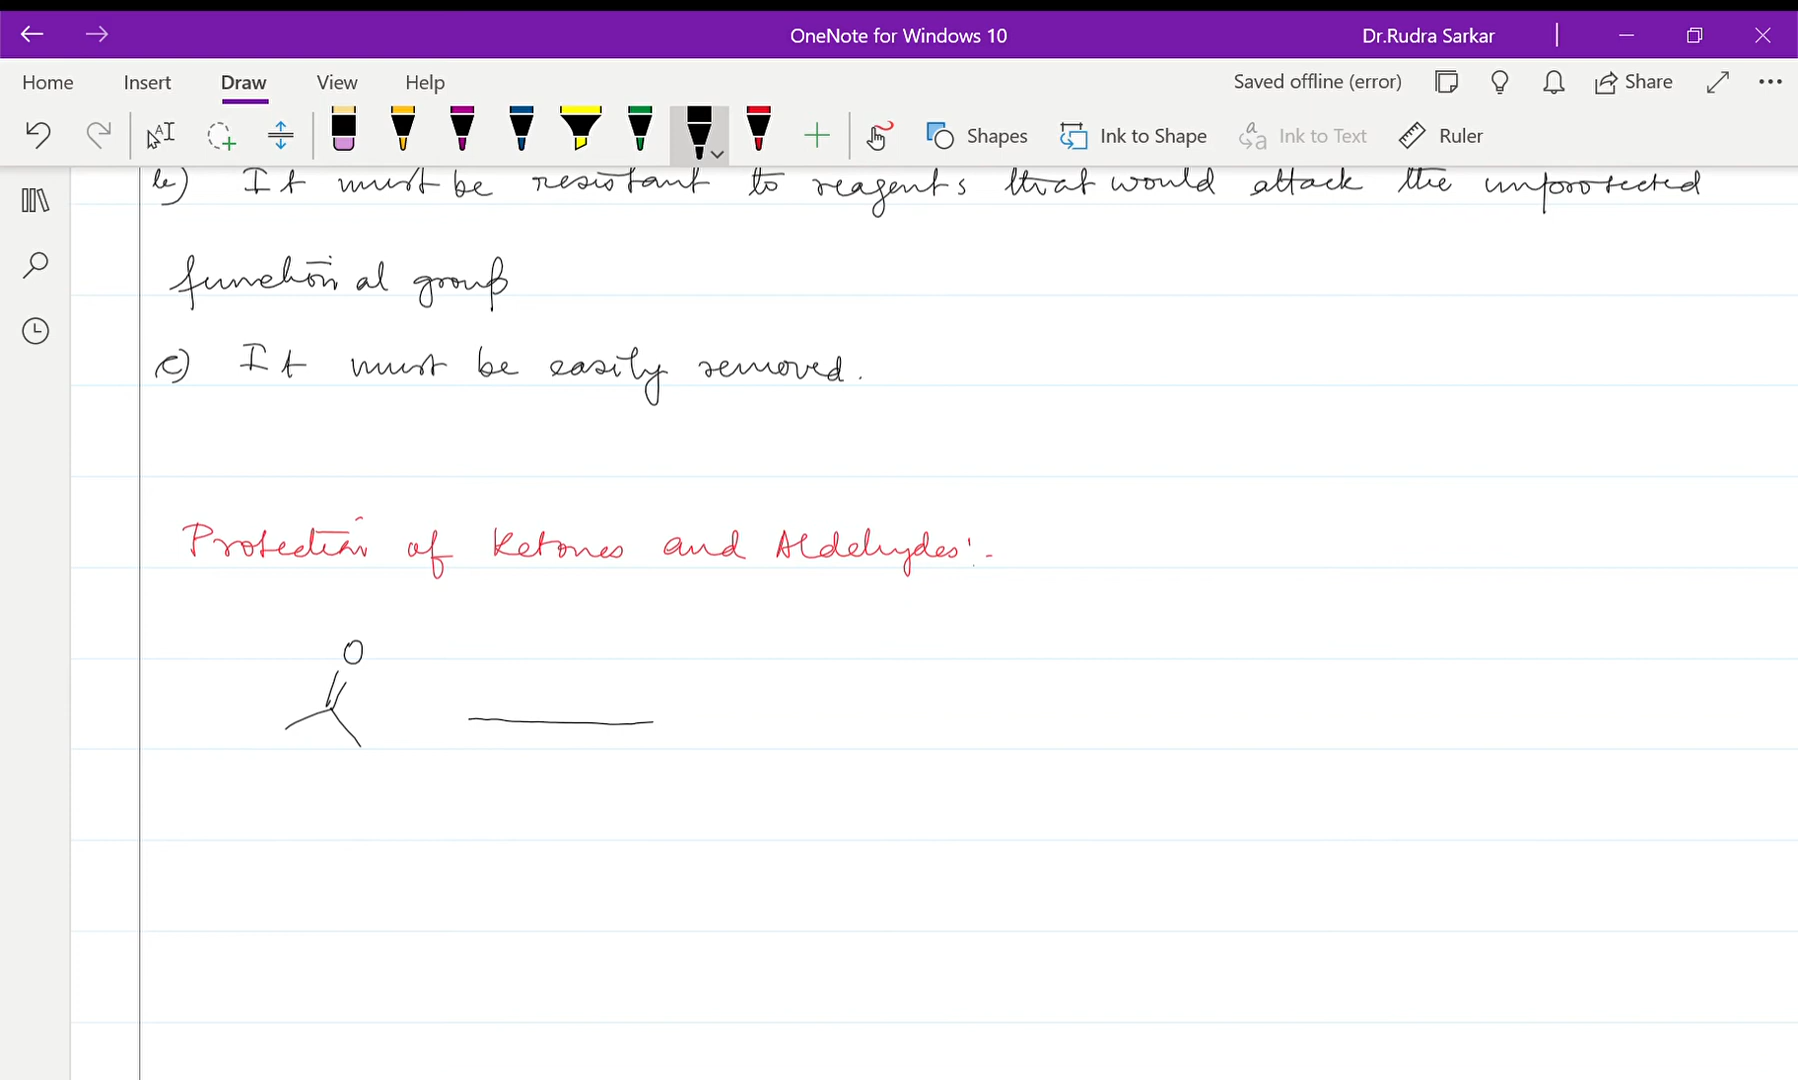 OneNote for Windows 10
Dr.Rudra Sarkar
Home Insert Draw View Help
Saved offline (error) Share
Shapes Ink to Shape Ink to Text Ruler
b) It must be resistant to reagents that would attack the unprotected
functional group
c) It must be easily removed.
Protection of Ketones and Aldehydes:-
O